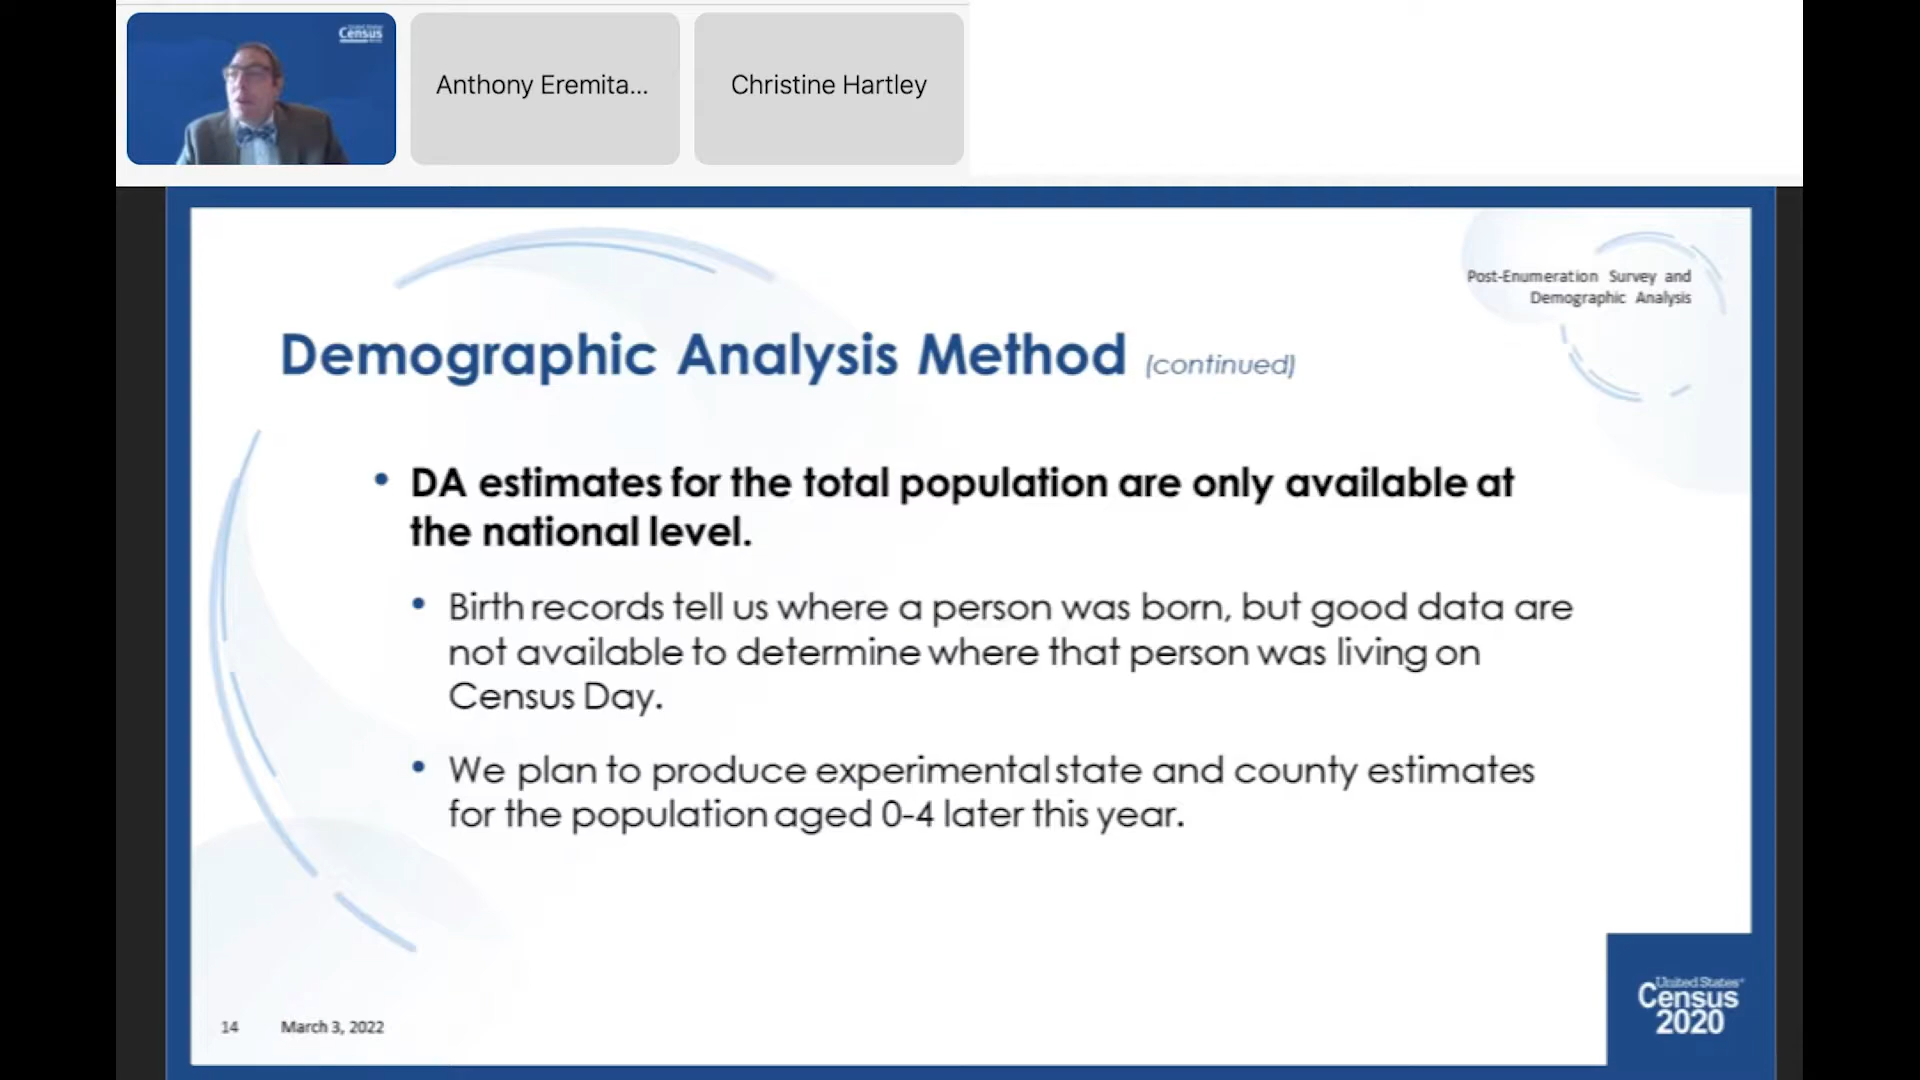 United States
Census
Anthony Eremita...
Christine Hartley
Post-Enumeration Survey and
Demographic Analysis
Demographic Analysis Method (continued)
• DA estimates for the total population are only available at
the national level.
• Birth records tell us where a person was born, but good data are
not available to determine where that person was living on
Census Day.
• We plan to produce experimental state and county estimates
for the population aged 0-4 later this year.
14 March 3, 2022
United States®
Census
2020